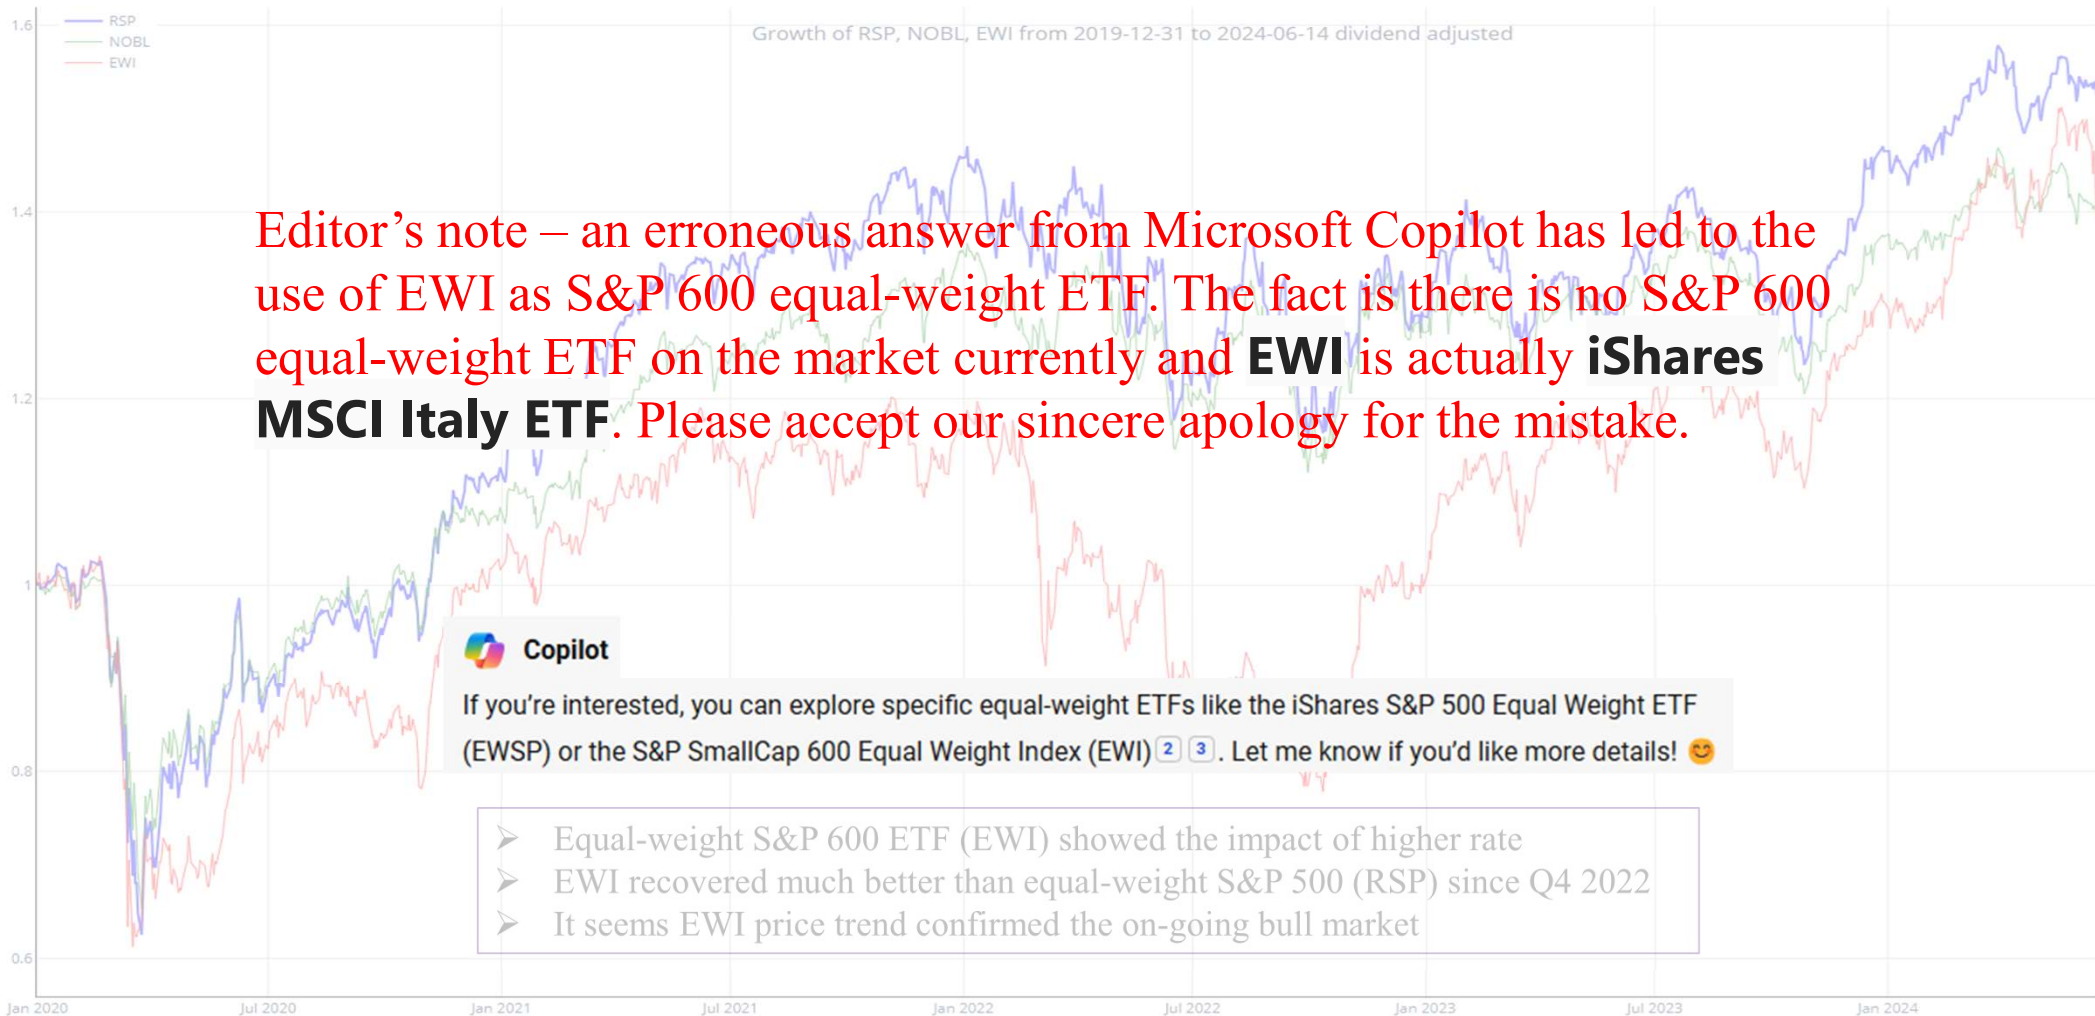 RSP
NOBL
EWI
Growth of RSP, NOBL, EWI from 2019-12-31 to 2024-06-14 dividend adjusted
1.6
1.4
1.2
1
0.8
0.6
Editor’s note – an erroneous answer from Microsoft Copilot has led to the
use of EWI as S&P 600 equal-weight ETF. The fact is there is no S&P 600
equal-weight ETF on the market currently and EWI is actually iShares
MSCI Italy ETF. Please accept our sincere apology for the mistake.
Copilot
If you’re interested, you can explore specific equal-weight ETFs like the iShares S&P 500 Equal Weight ETF
(EWSP) or the S&P SmallCap 600 Equal Weight Index (EWI) 2 3 . Let me know if you’d like more details! 😊
➢ Equal-weight S&P 600 ETF (EWI) showed the impact of higher rate
➢ EWI recovered much better than equal-weight S&P 500 (RSP) since Q4 2022
➢ It seems EWI price trend confirmed the on-going bull market
Jan 2020 Jul 2020 Jan 2021 Jul 2021 Jan 2022 Jul 2022 Jan 2023 Jul 2023 Jan 2024